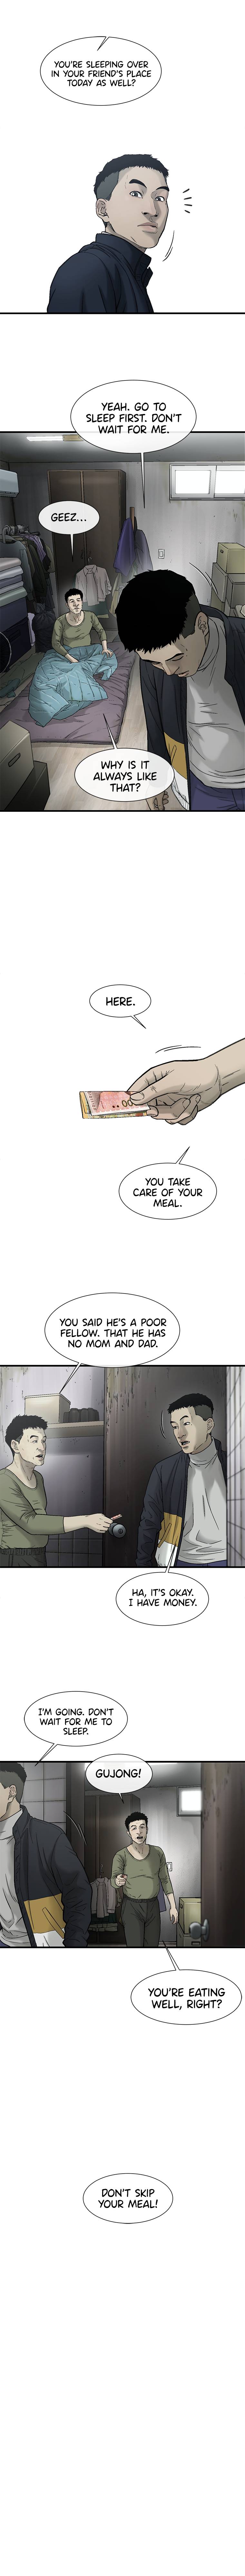 YOU'RE SLEEPING OVER
IN YOUR FRIEND'S PLACE
TODAY AS WELL?
YEAH. GO TO
SLEEP FIRST. DON'T
WAIT FOR ME.
GEEZ...
WHY IS IT
ALWAYS LIKE
THAT?
HERE.
YOU TAKE
CARE OF YOUR
MEAL.
YOU SAID HE'S A POOR
FELLOW. THAT HE HAS
NO MOM AND DAD.
HA, IT'S OKAY.
I HAVE MONEY.
I'M GOING. DON'T
WAIT FOR ME TO
SLEEP.
GUJONG!
YOU'RE EATING
WELL, RIGHT?
DON'T SKIP
YOUR MEAL!